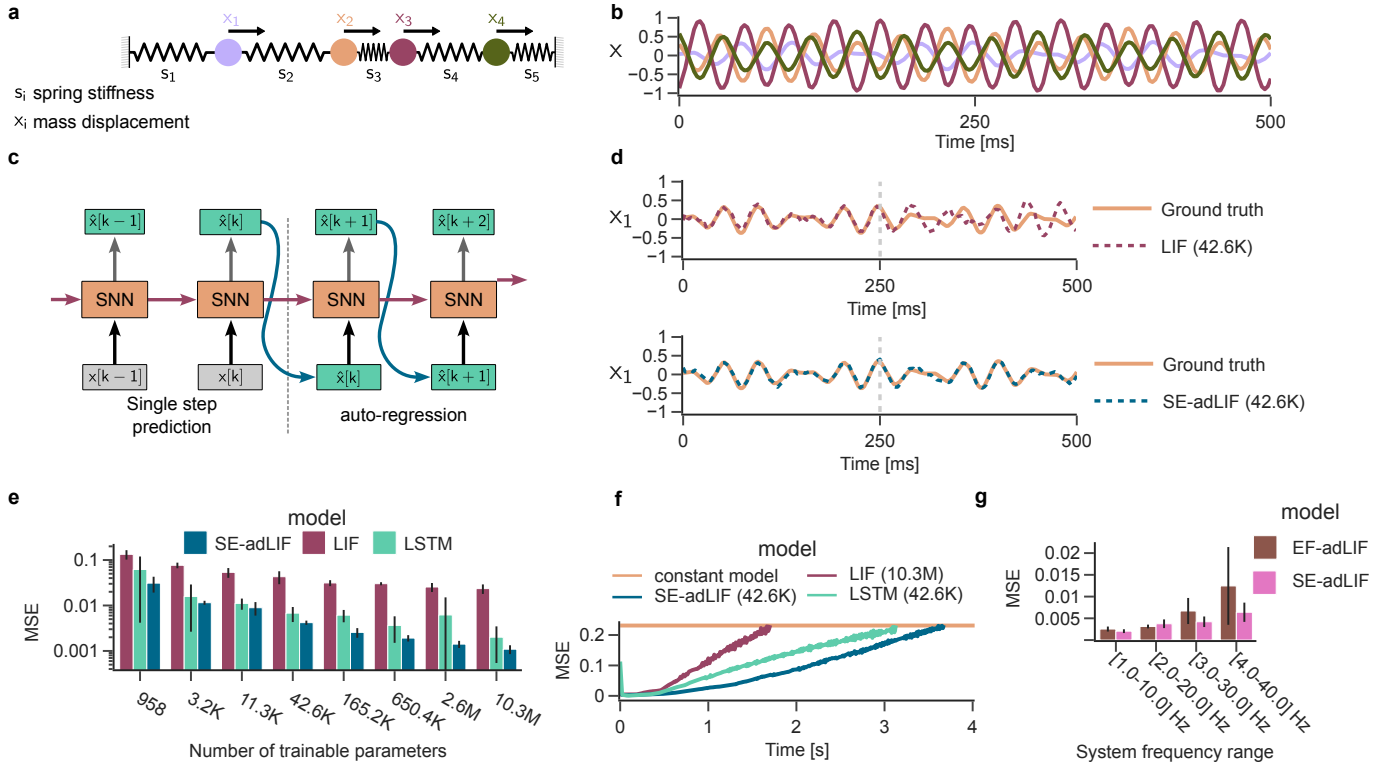 a
x1 x2 x3 x4
s1 s2 s3 s4 s5
si spring stiffness
xi mass displacement
b
X
1
0.5
0
−0.5
−1
0 250 500
Time [ms]
c
x̂[k − 1] x̂[k] x̂[k + 1] x̂[k + 2]
SNN SNN SNN SNN
x[k − 1] x[k] x̂[k] x̂[k + 1]
Single step
prediction
auto-regression
d
x1
1
0.5
0
−0.5
−1
0 250 500
Ground truth
LIF (42.6K)
x1
1
0.5
0
−0.5
−1
0 250 500
Time [ms]
Ground truth
SE-adLIF (42.6K)
e
model
SE-adLIF LIF LSTM
MSE
0.1
0.01
0.001
958 3.2K 11.3K 42.6K 165.2K 650.4K 2.6M 10.3M
Number of trainable parameters
f
model
constant model LIF (10.3M)
SE-adLIF (42.6K) LSTM (42.6K)
MSE
0.2
0.1
0
0 1 2 3 4
Time [s]
g
model
EF-adLIF
SE-adLIF
MSE
0.02
0.015
0.01
0.005
[1.0-10.0] Hz [2.0-20.0] Hz [3.0-30.0] Hz [4.0-40.0] Hz
System frequency range